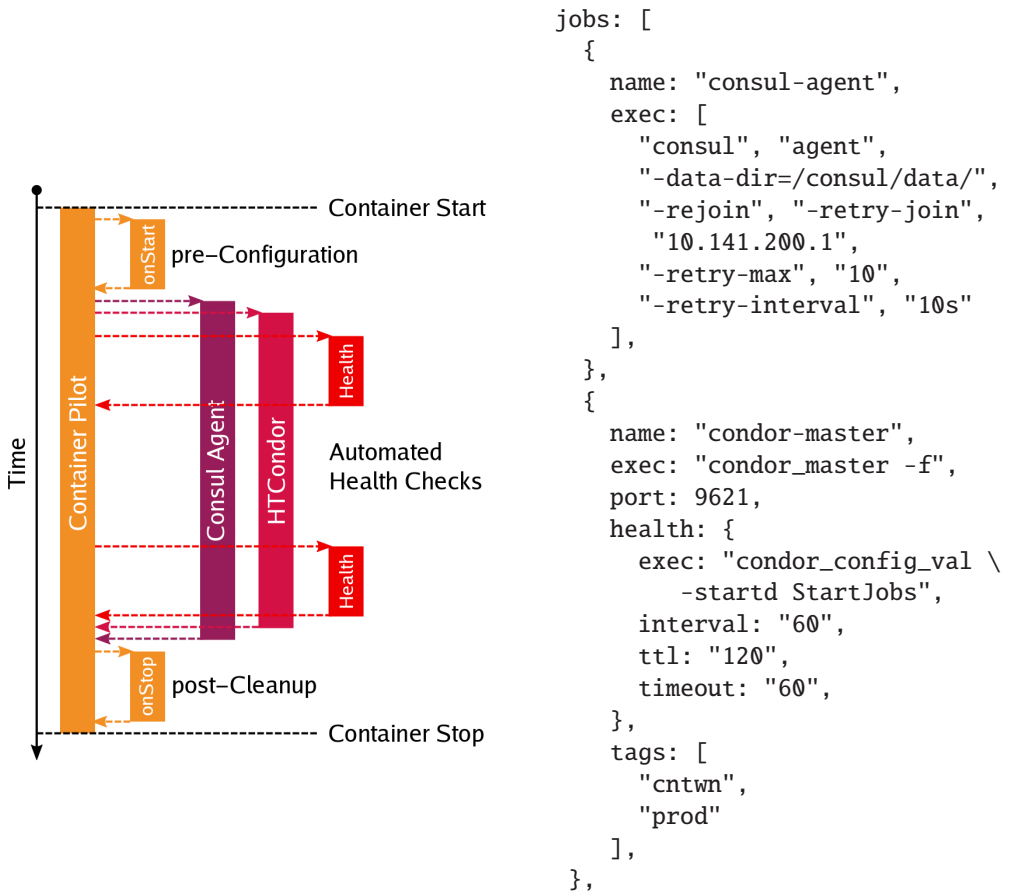 Container Start
onStart
pre-Configuration
Container Pilot
Consul Agent
HTCondor
Health
Time
Automated
Health Checks
Health
onStop
post-Cleanup
Container Stop
jobs: [
{
name: "consul-agent",
exec: [
"consul", "agent",
"-data-dir=/consul/data/",
"-rejoin", "-retry-join",
"10.141.200.1",
"-retry-max", "10",
"-retry-interval", "10s"
],
},
{
name: "condor-master",
exec: "condor_master -f",
port: 9621,
health: {
exec: "condor_config_val \
-startd StartJobs",
interval: "60",
ttl: "120",
timeout: "60",
},
tags: [
"cntwn",
"prod"
],
},